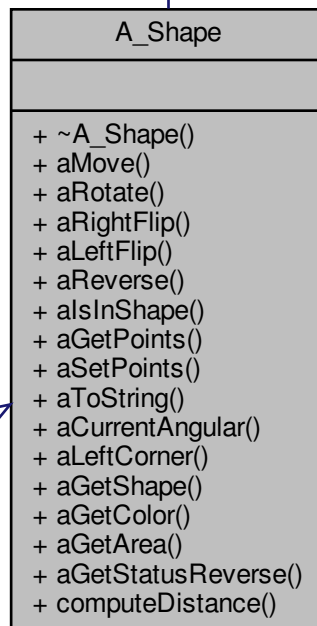 A_Shape
+ ~A_Shape()
+ aMove()
+ aRotate()
+ aRightFlip()
+ aLeftFlip()
+ aReverse()
+ aIsInShape()
+ aGetPoints()
+ aSetPoints()
+ aToString()
+ aCurrentAngular()
+ aLeftCorner()
+ aGetShape()
+ aGetColor()
+ aGetArea()
+ aGetStatusReverse()
+ computeDistance()